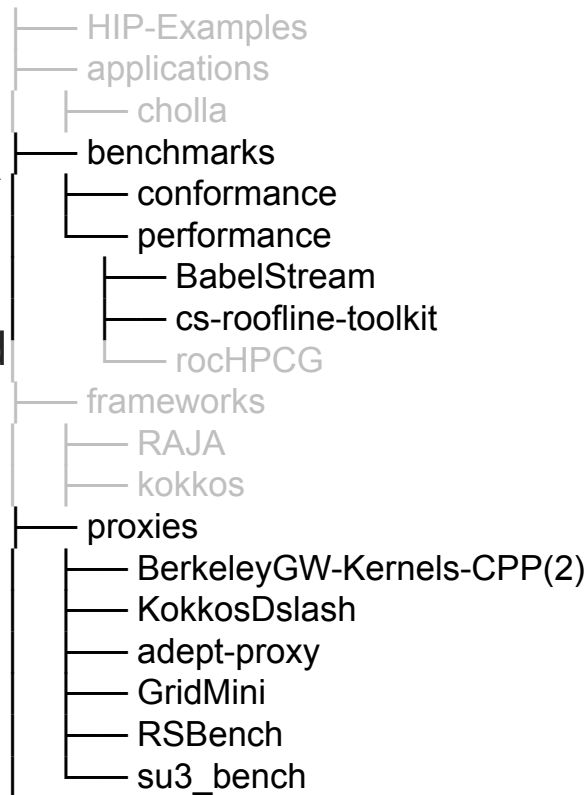 HIP-Examples
applications
cholla
benchmarks
conformance
performance
BabelStream
cs-roofline-toolkit
rocHPCG
frameworks
RAJA
kokkos
proxies
BerkeleyGW-Kernels-CPP(2)
KokkosDslash
adept-proxy
GridMini
RSBench
su3_bench